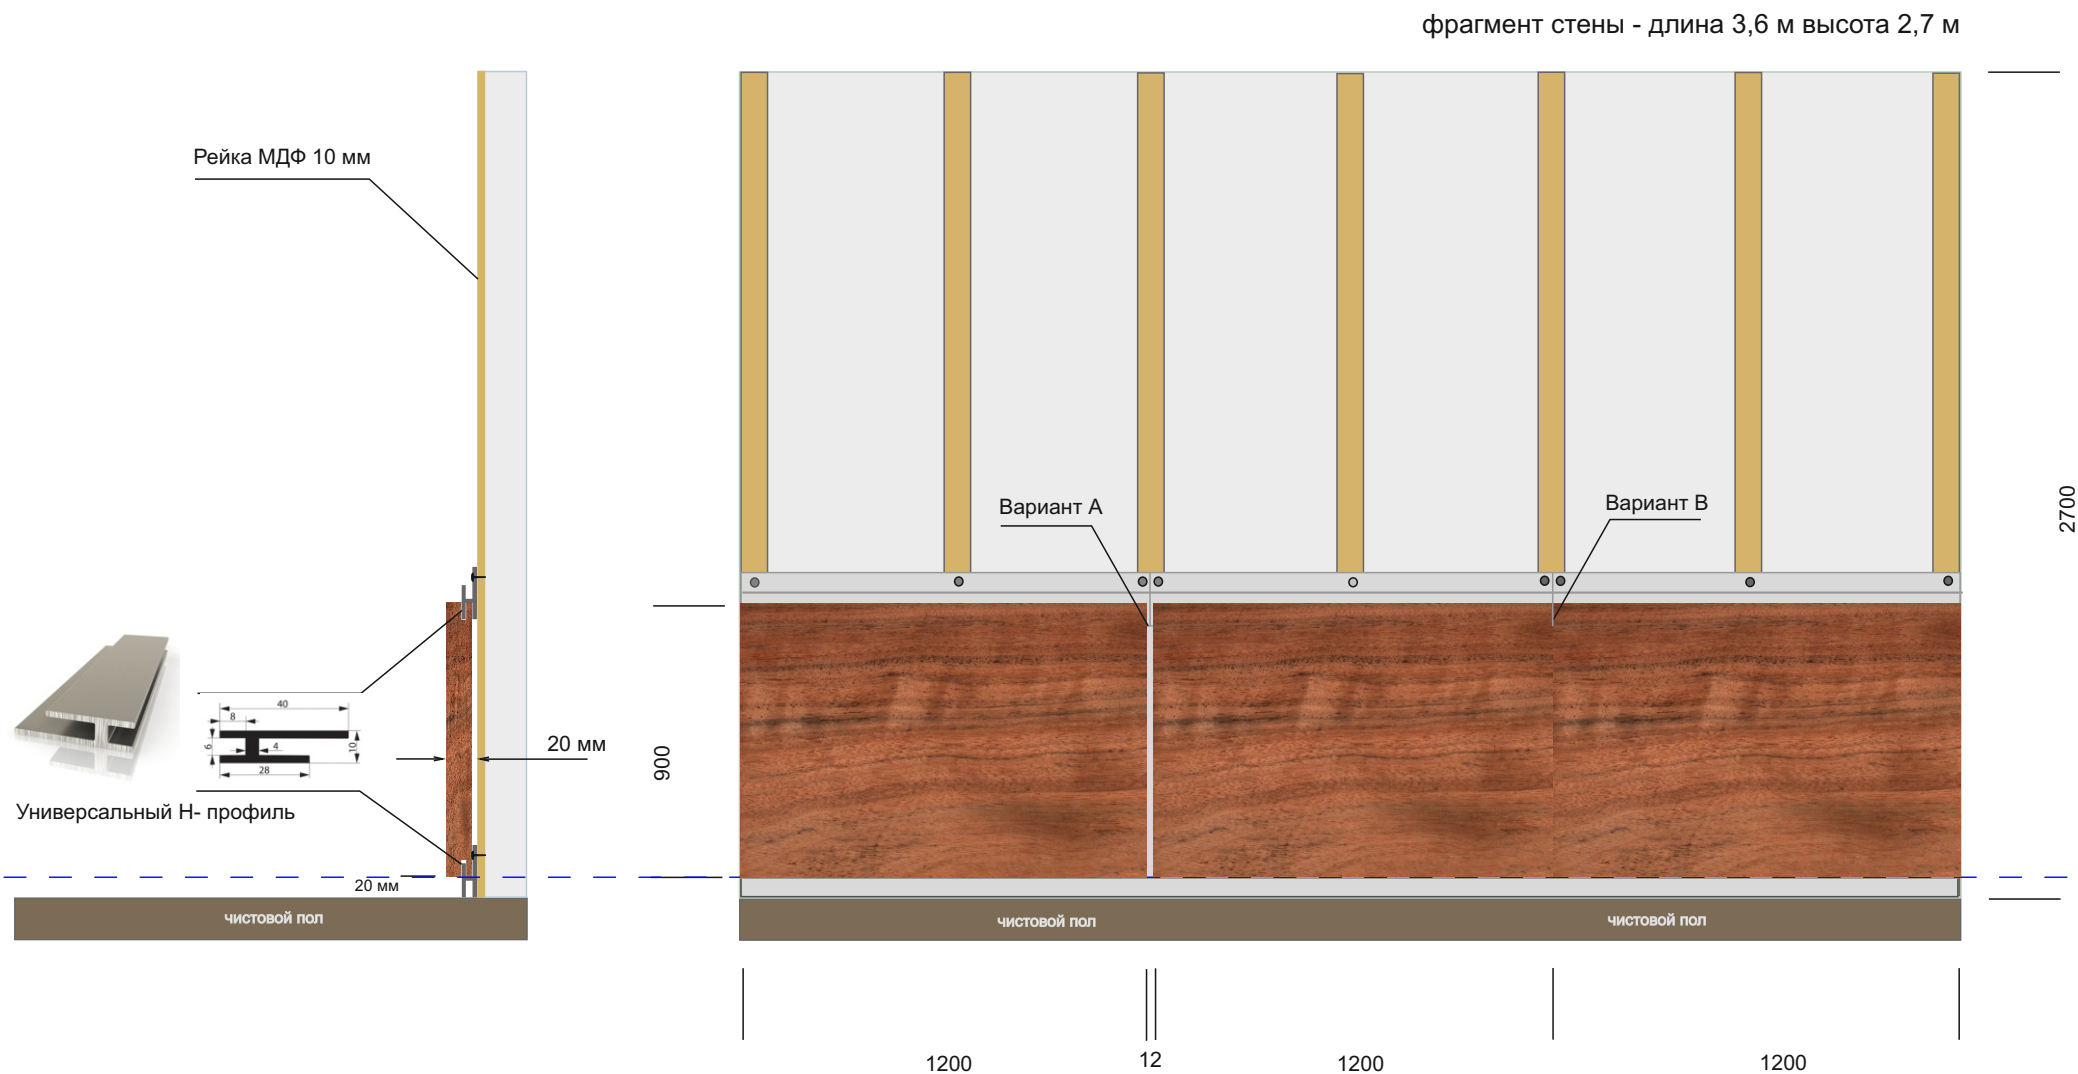 фрагмент стены - длина 3,6 м высота 2,7 м
Рейка МДФ 10 мм
Вариант А
Вариант В
2700
40
8
6
4
10
28
20 мм
900
Универсальный Н- профиль
20 мм
чистовой пол
чистовой пол
чистовой пол
1200
12
1200
1200